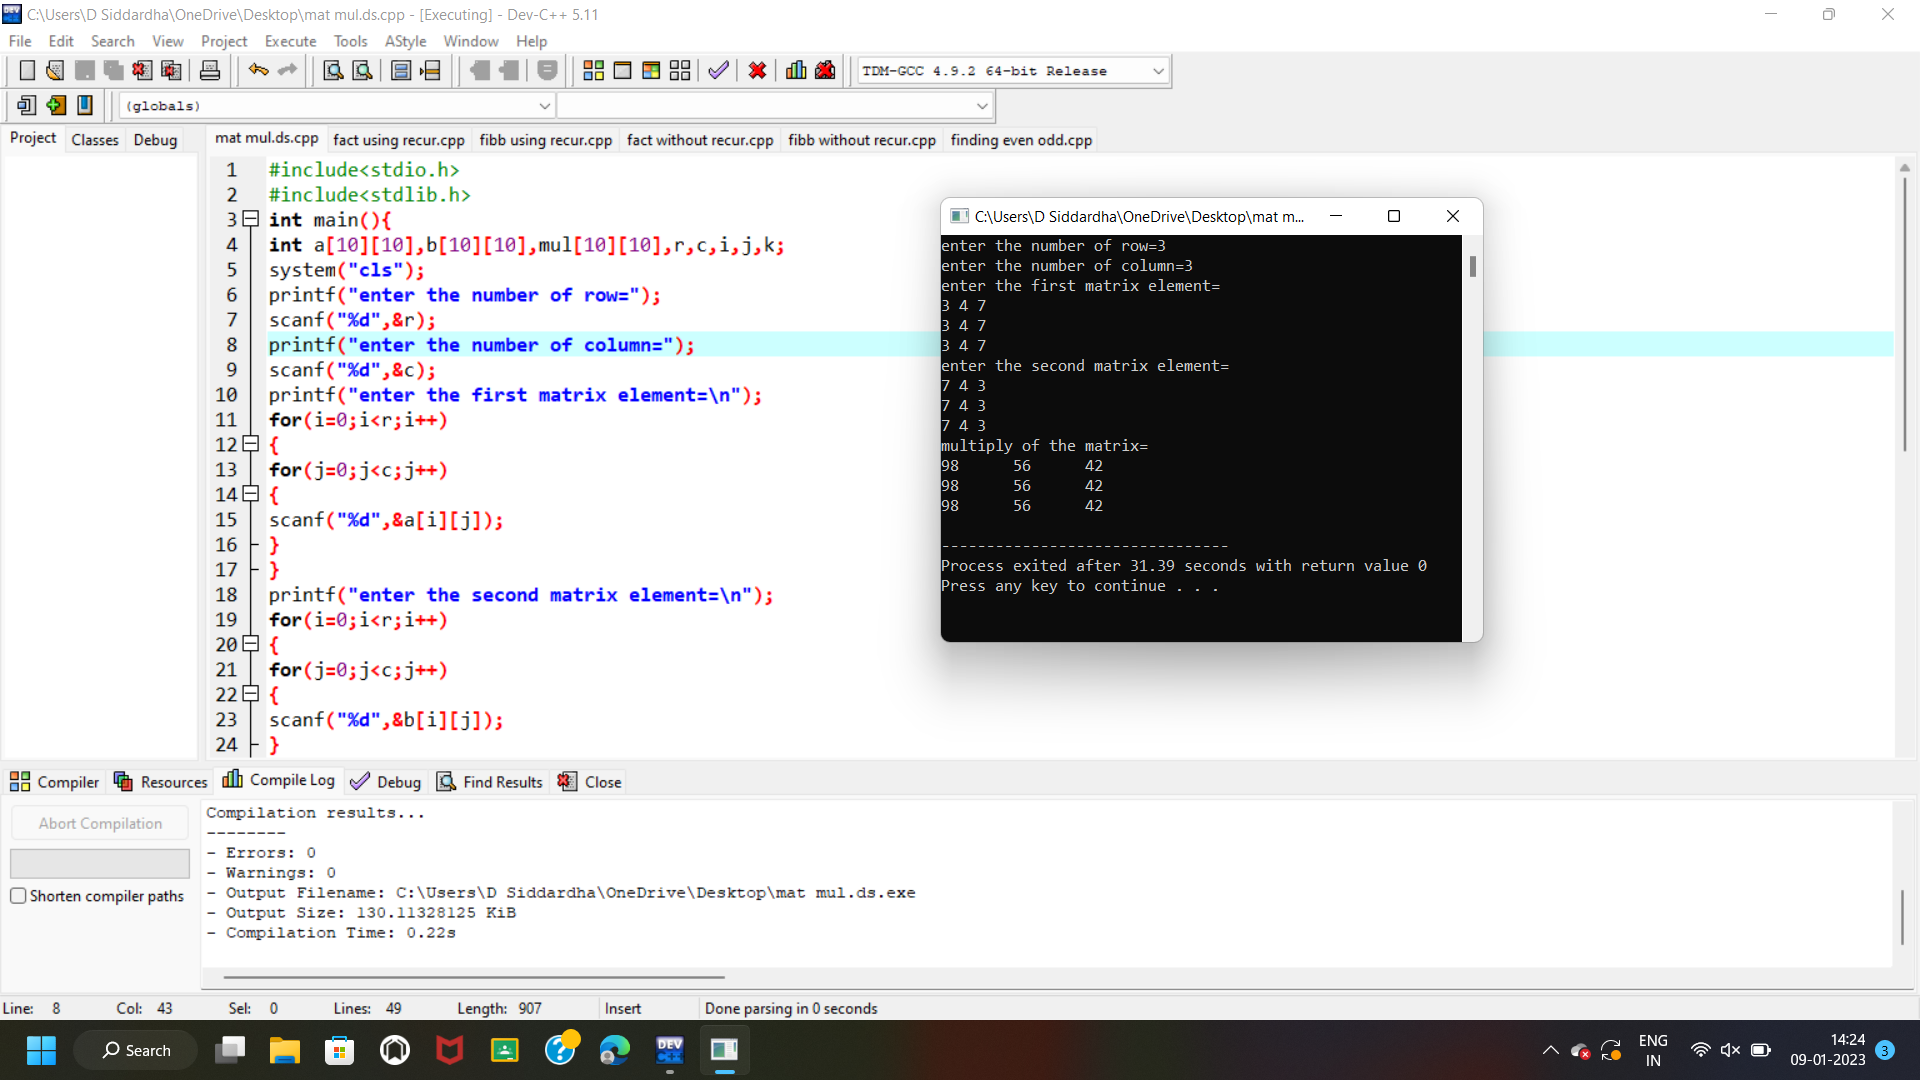 C:\Users\D Siddardha\OneDrive\Desktop\mat mul.ds.cpp - [Executing] - Dev-C++ 5.11
File Edit Search View Project Execute Tools AStyle Window Help
TDM-GCC 4.9.2 64-bit Release
(globals)
Project Classes Debug
mat mul.ds.cpp fact using recur.cpp fibb using recur.cpp fact without recur.cpp fibb without recur.cpp finding even odd.cpp
1 #include<stdio.h>
2 #include<stdlib.h>
3 int main(){
4 int a[10][10],b[10][10],mul[10][10],r,c,i,j,k;
5 system("cls");
6 printf("enter the number of row=");
7 scanf("%d",&r);
8 printf("enter the number of column=");
9 scanf("%d",&c);
10 printf("enter the first matrix element=\n");
11 for(i=0;i<r;i++)
12 {
13 for(j=0;j<c;j++)
14 {
15 scanf("%d",&a[i][j]);
16 }
17 }
18 printf("enter the second matrix element=\n");
19 for(i=0;i<r;i++)
20 {
21 for(j=0;j<c;j++)
22 {
23 scanf("%d",&b[i][j]);
24 }
C:\Users\D Siddardha\OneDrive\Desktop\mat m...
enter the number of row=3
enter the number of column=3
enter the first matrix element=
3 4 7
3 4 7
3 4 7
enter the second matrix element=
7 4 3
7 4 3
7 4 3
multiply of the matrix=
98 56 42
98 56 42
98 56 42
--------------------------------
Process exited after 31.39 seconds with return value 0
Press any key to continue . . .
Compiler Resources Compile Log Debug Find Results Close
Abort Compilation
Shorten compiler paths
Compilation results...
--------
- Errors: 0
- Warnings: 0
- Output Filename: C:\Users\D Siddardha\OneDrive\Desktop\mat mul.ds.exe
- Output Size: 130.11328125 KiB
- Compilation Time: 0.22s
Line: 8 Col: 43 Sel: 0 Lines: 49 Length: 907 Insert Done parsing in 0 seconds
Search
DEV
C++
ENG
IN
14:24
09-01-2023
3